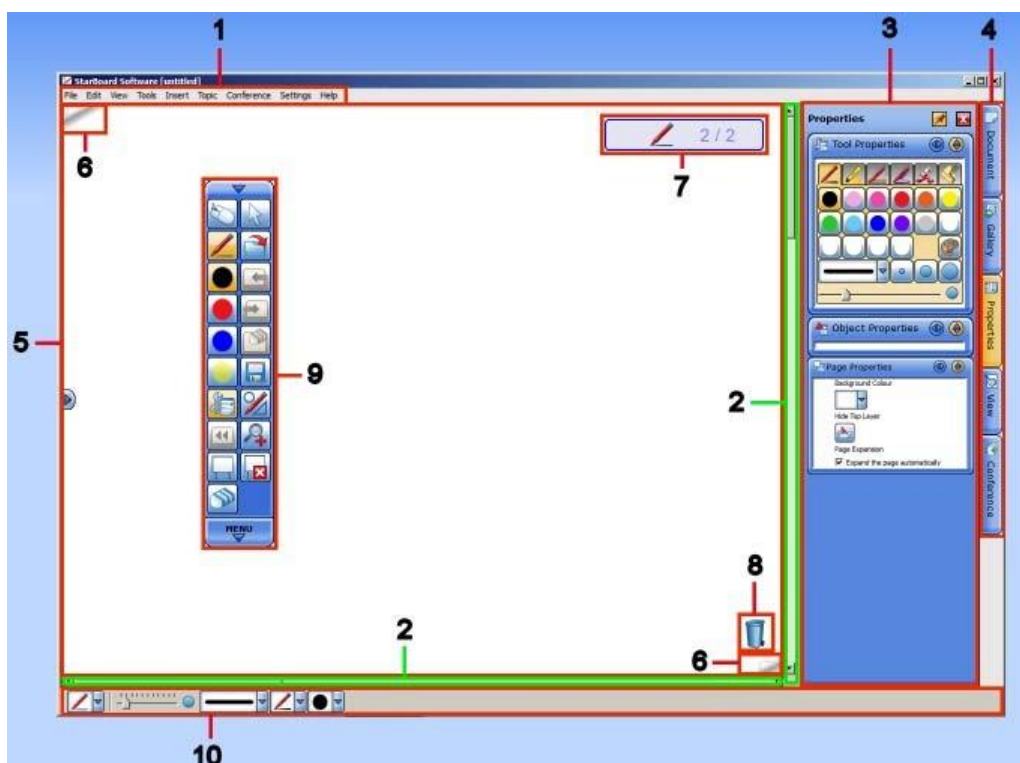 1
3
4
StarBoard Software [untitled]
File Edit View Tools Insert Topic Conference Settings Help
6
2 / 2
7
Properties
Tool Properties
Document
Gallery
Properties
View
Conference
5
9
2
Object Properties
Page Properties
Background Colour
Hide Top Layer
Page Expansion
Expand the page automatically
MENU
8
2
6
10